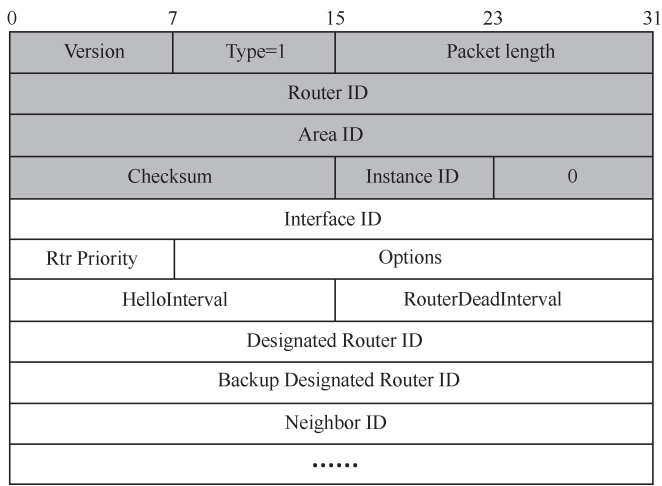 0 7 15 23 31
Version Type=1 Packet length
Router ID
Area ID
Checksum Instance ID 0
Interface ID
Rtr Priority Options
HelloInterval RouterDeadInterval
Designated Router ID
Backup Designated Router ID
Neighbor ID
······